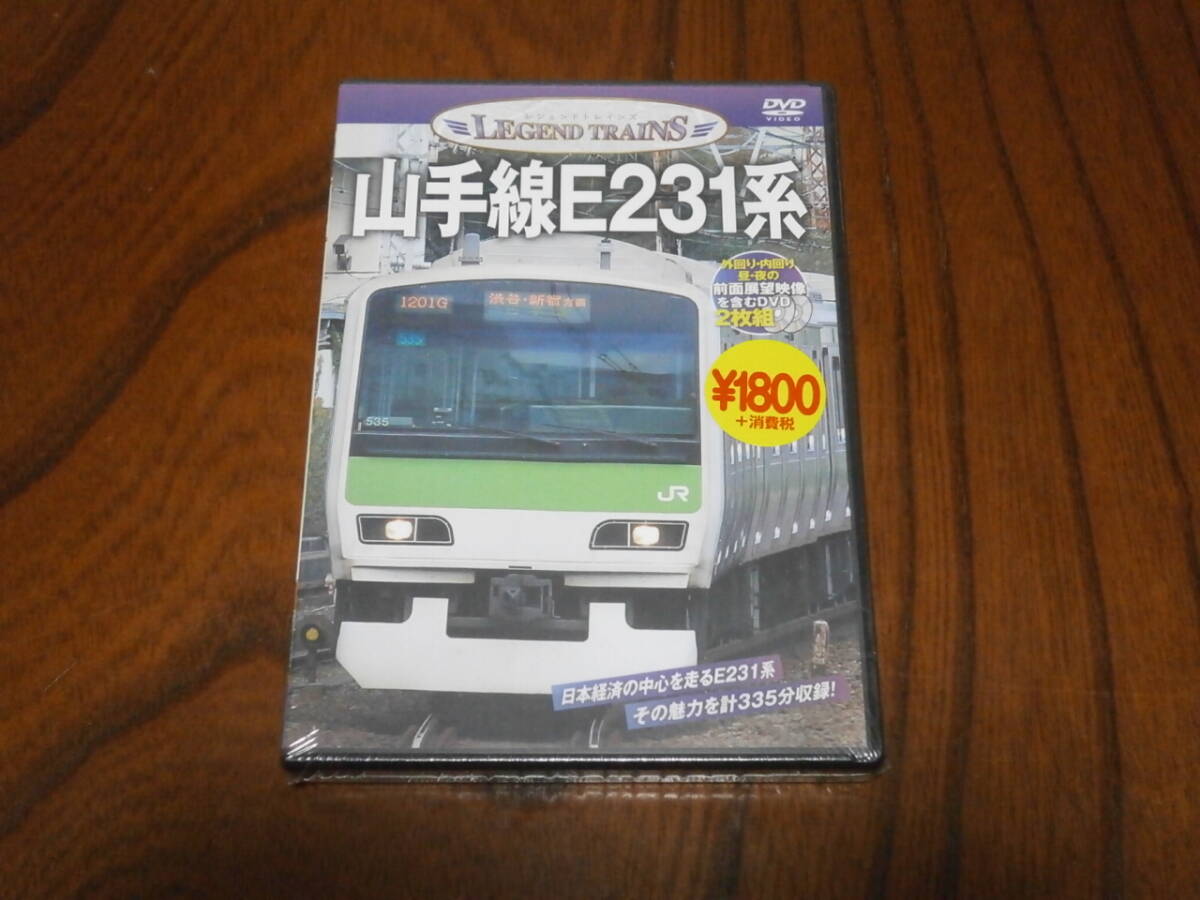 レジェンドトレインズ
LEGEND TRAINS
DVD
VIDEO
山手線E231系
外回り・内回り
昼・夜の
前面展望映像
を含むDVD
2枚組
¥1800
+消費税
1201G
渋谷・新宿方面
535
535
JR
日本経済の中心を走るE231系
その魅力を計335分収録!